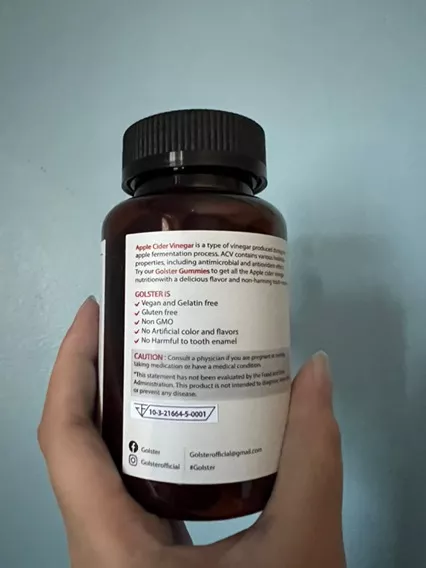 Apple Cider Vinegar is a type of vinegar produced
apple fermentation process. ACV contains various
properties, including antimicrobial and antioxidant
Try our Golster Gummies to get all the Apple cider
nutritionwith a delicious flavor and non-harming
GOLSTER IS
Vegan and Gelatin free
Gluten free
Non GMO
No Artificial color and flavors
No Harmful to tooth enamel
CAUTION : Consult a physician if you are pregnant or
taking medication or have a medical condition.
*This statement has not been evaluated by the Food and
Administration. This product is not intended to diagnose
or prevent any disease.
10-3-21664-5-0001
Golster
Golsterofficial@gmail.com
Golsterofficial
#Golster